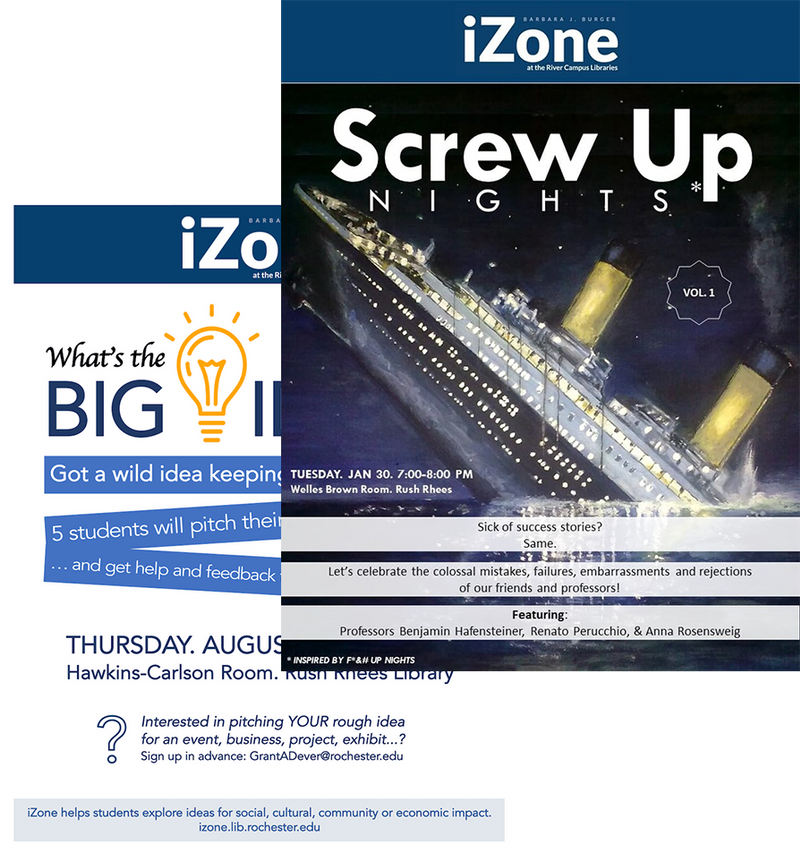 BARBARA J. BURGER
iZone
at the River Campus Libraries
Screw Up
NIGHTS*
VOL. 1
TUESDAY. JAN 30. 7:00-8:00 PM
Welles Brown Room. Rush Rhees
Sick of success stories?
Same.
Let's celebrate the colossal mistakes, failures, embarrassments and rejections
of our friends and professors!
Featuring:
Professors Benjamin Hafensteiner, Renato Perucchio, & Anna Rosensweig
* INSPIRED BY F*&# UP NIGHTS
BARBA
iZo
at the Ri
What's the
BIG
Got a wild idea keeping
5 students will pitch their
... and get help and feedback
THURSDAY. AUGUS
Hawkins-Carlson Room. Rush Rhees Library
?
Interested in pitching YOUR rough idea
for an event, business, project, exhibit...?
Sign up in advance: GrantADever@rochester.edu
iZone helps students explore ideas for social, cultural, community or economic impact.
izone.lib.rochester.edu